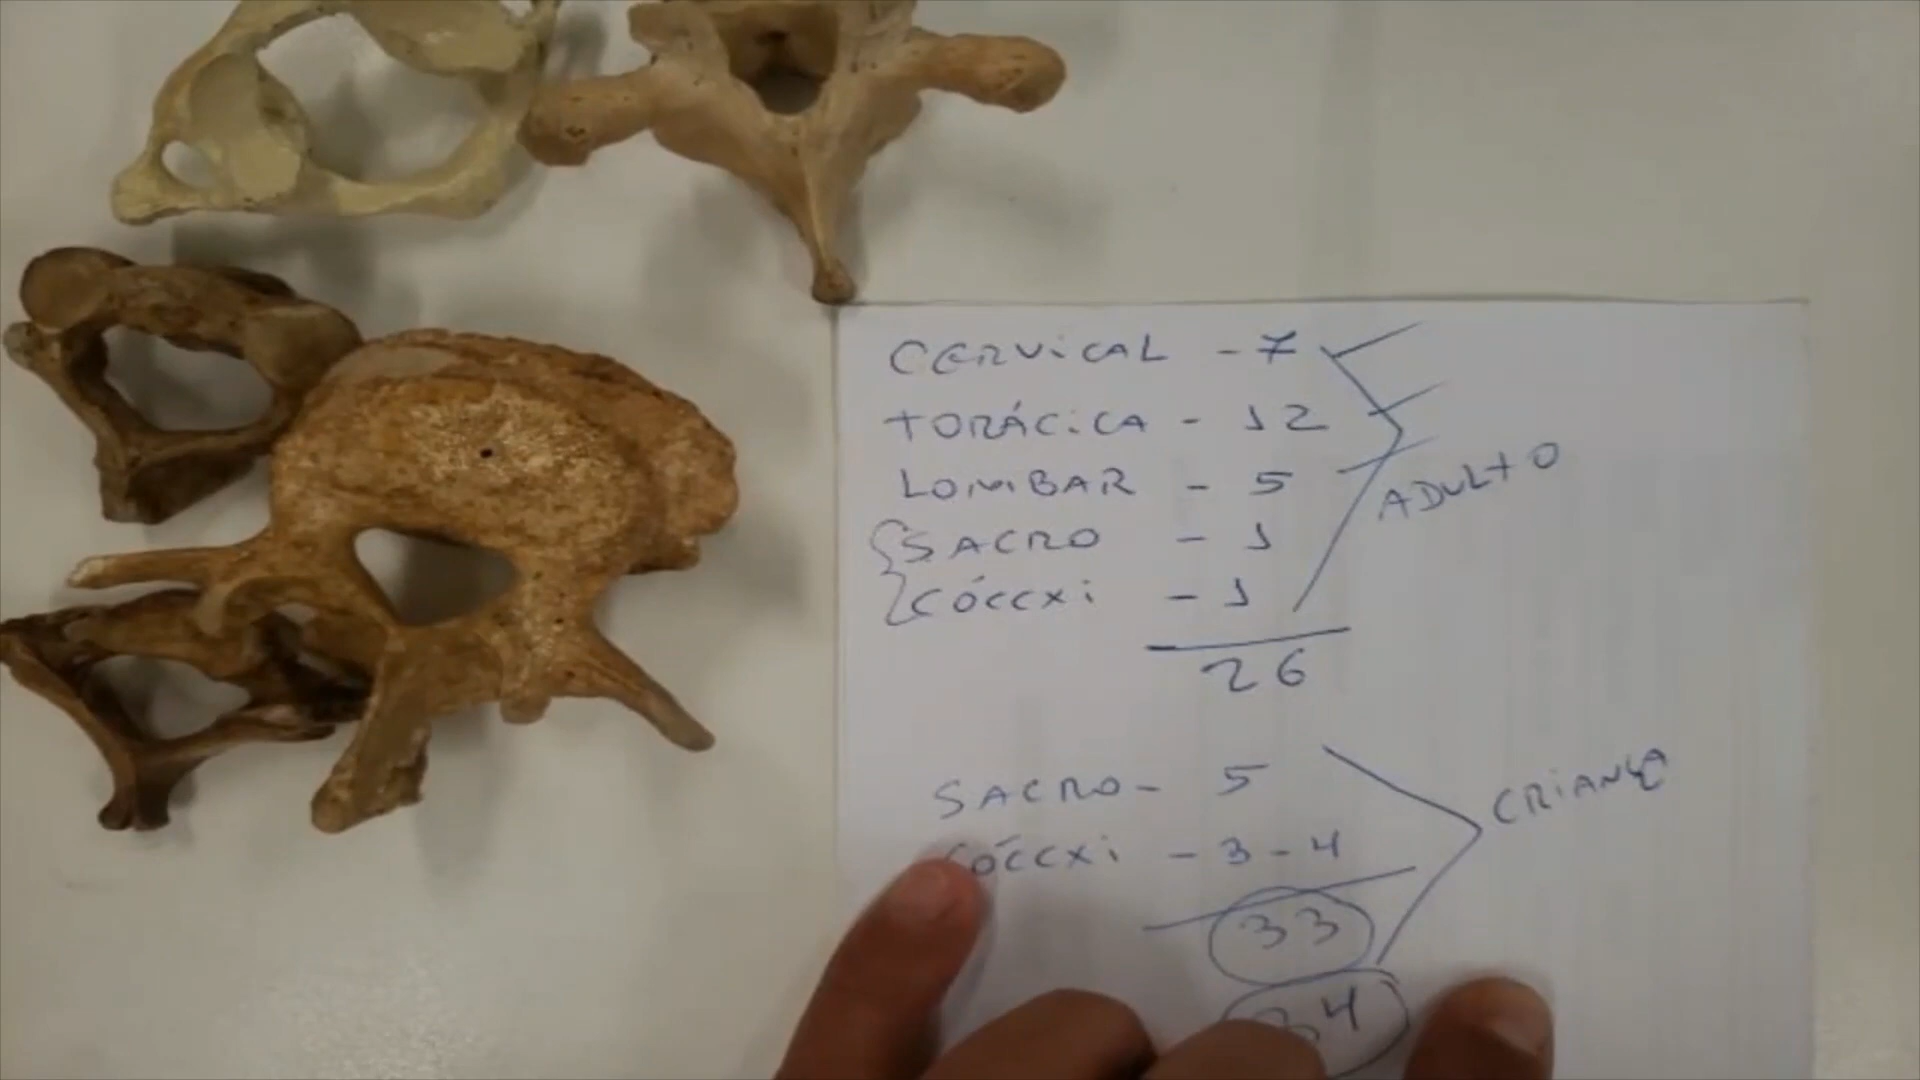 CERViCAL - 7
TORÁCiCA - 12
LOMBAR - 5
SACRO - 1
CÓCCXi - 1
ADULTO
26
SACRO - 5
CÓCCXi - 3 - 4
CRiANÇA
33
34